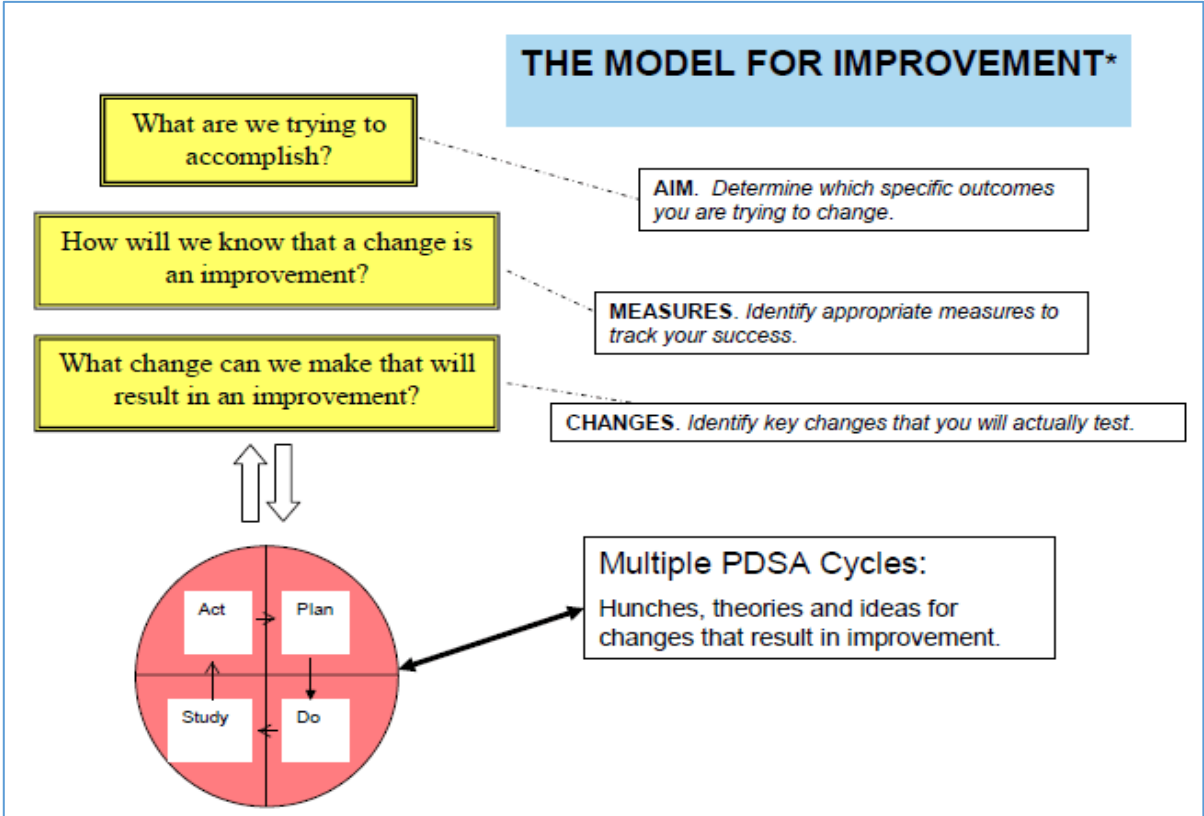 THE MODEL FOR IMPROVEMENT*
What are we trying to
accomplish?
AIM. Determine which specific outcomes
you are trying to change.
How will we know that a change is
an improvement?
MEASURES. Identify appropriate measures to
track your success.
What change can we make that will
result in an improvement?
CHANGES. Identify key changes that you will actually test.
Act
Plan
Study
Do
Multiple PDSA Cycles:
Hunches, theories and ideas for
changes that result in improvement.